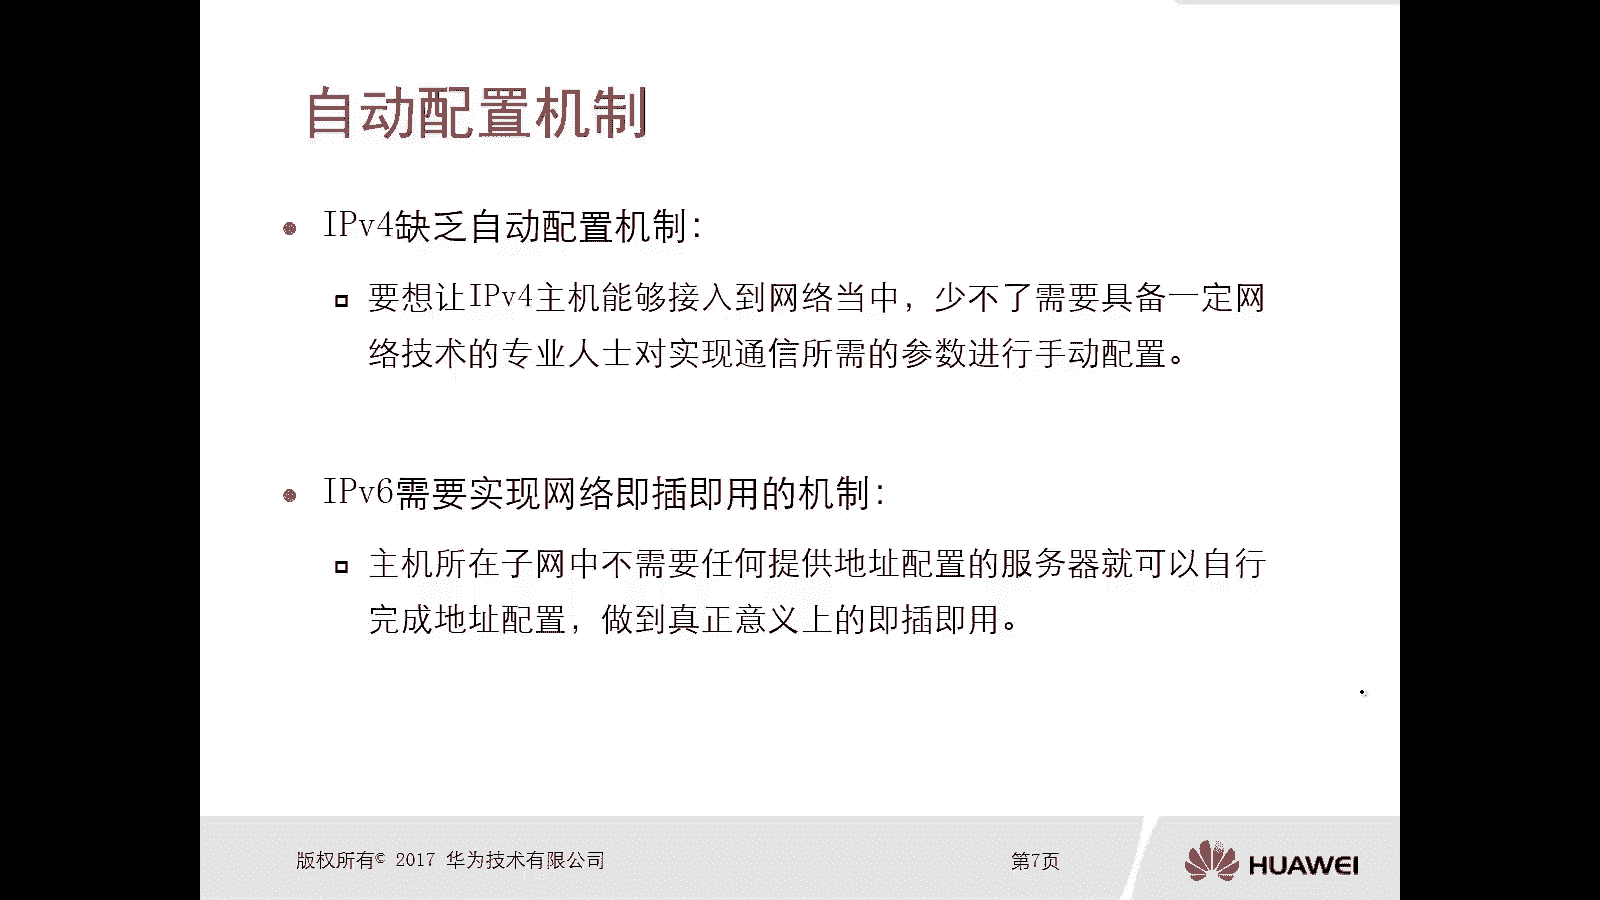 自动配置机制
IPv4缺乏自动配置机制：
要想让IPv4主机能够接入到网络当中，少不了需要具备一定网
络技术的专业人士对实现通信所需的参数进行手动配置。
IPv6需要实现网络即插即用的机制：
主机所在子网中不需要任何提供地址配置的服务器就可以自行
完成地址配置，做到真正意义上的即插即用。
版权所有© 2017 华为技术有限公司
第7页
HUAWEI